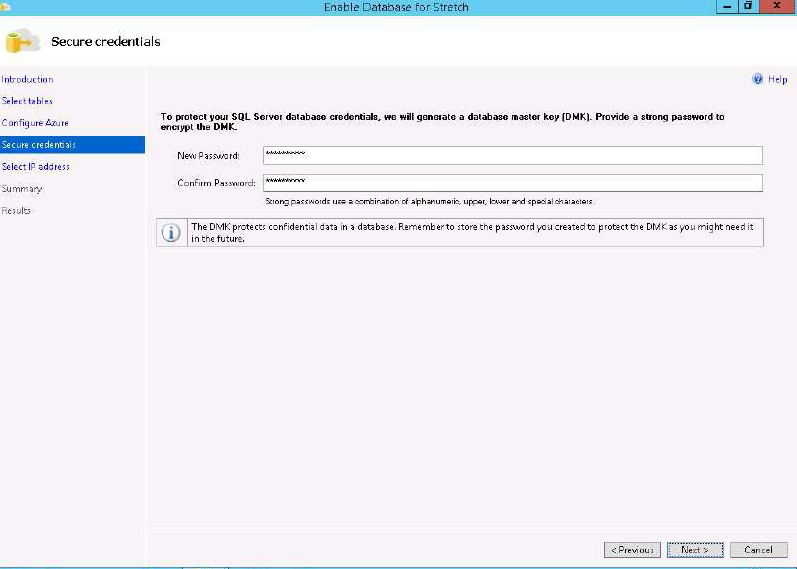 Enable Database for Stretch
Secure credentials
Introduction
Select tables
Configure Azure
Secure credentials
Select IP address
Summary
Results
Help
To protect your SQL Server database credentials, we will generate a database master key (DMK). Provide a strong password to
encrypt the DMK.
New Password: **********
Confirm Password: **********
Strong passwords use a combination of alphanumeric, upper, lower and special characters.
The DMK protects confidential data in a database. Remember to store the password you created to protect the DMK as you might need it
in the future.
< Previous Next > Cancel